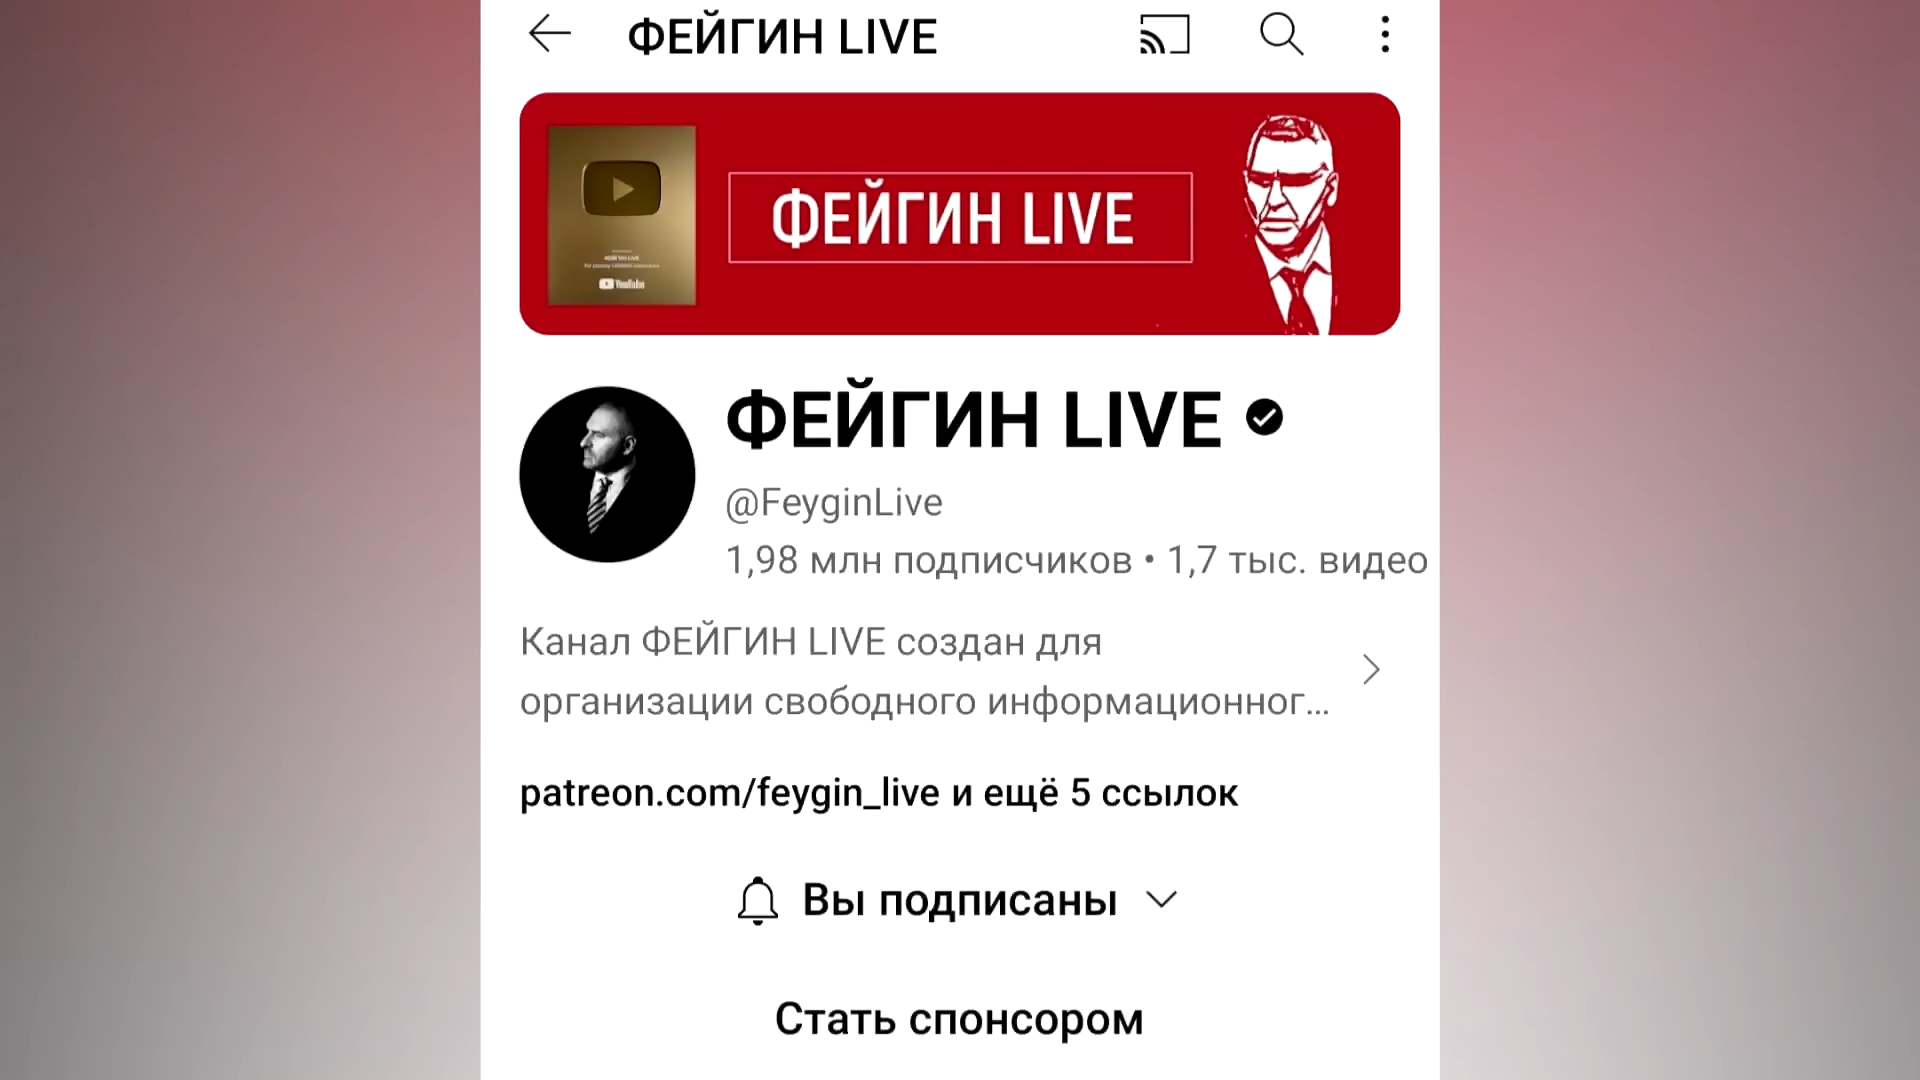 ФЕЙГИН LIVE
ФЕЙГИН LIVE
YouTube
ФЕЙГИН LIVE
@FeyginLive
1,98 млн подписчиков • 1,7 тыс. видео
Канал ФЕЙГИН LIVE создан для
организации свободного информационног...
patreon.com/feygin_live и ещё 5 ссылок
Вы подписаны
Стать спонсором